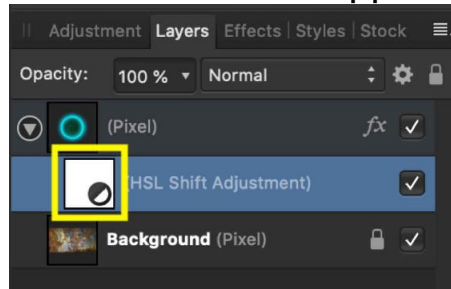 Adjustment Layers Effects Styles Stock
Opacity: 100 % Normal
(Pixel) fx
(HSL Shift Adjustment)
Background (Pixel)